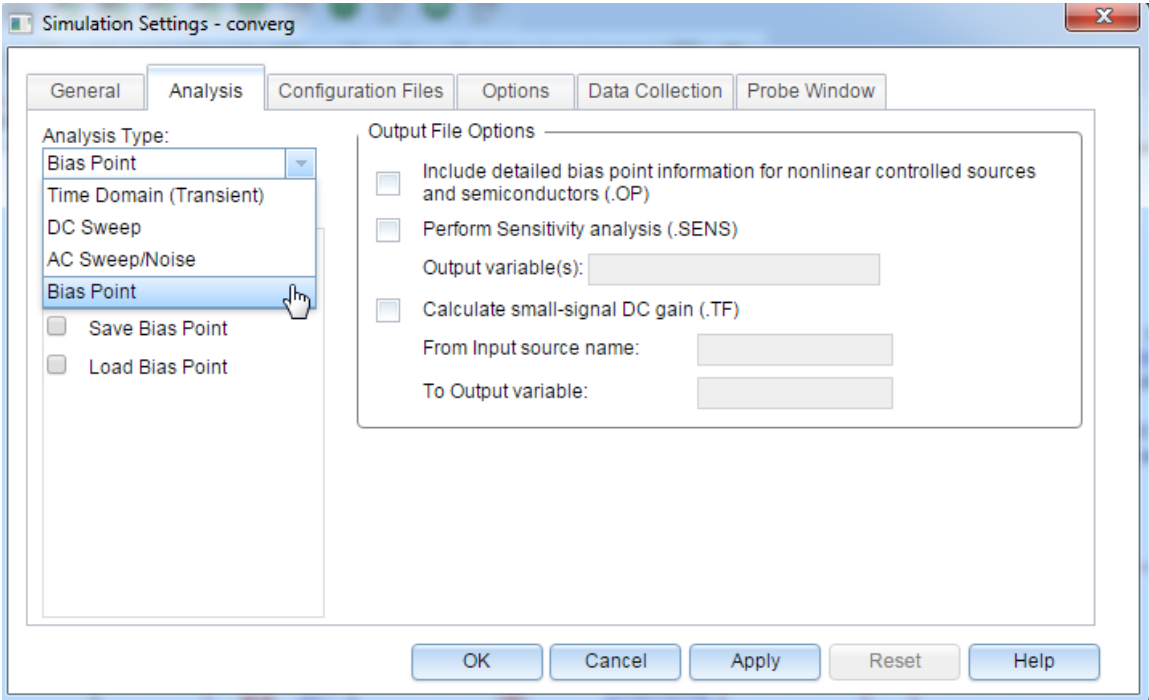 Simulation Settings - converg
X
General Analysis Configuration Files Options Data Collection Probe Window
Analysis Type:
Bias Point
Time Domain (Transient)
DC Sweep
AC Sweep/Noise
Bias Point
Save Bias Point
Load Bias Point
Output File Options
Include detailed bias point information for nonlinear controlled sources
and semiconductors (.OP)
Perform Sensitivity analysis (.SENS)
Output variable(s):
Calculate small-signal DC gain (.TF)
From Input source name:
To Output variable:
OK Cancel Apply Reset Help